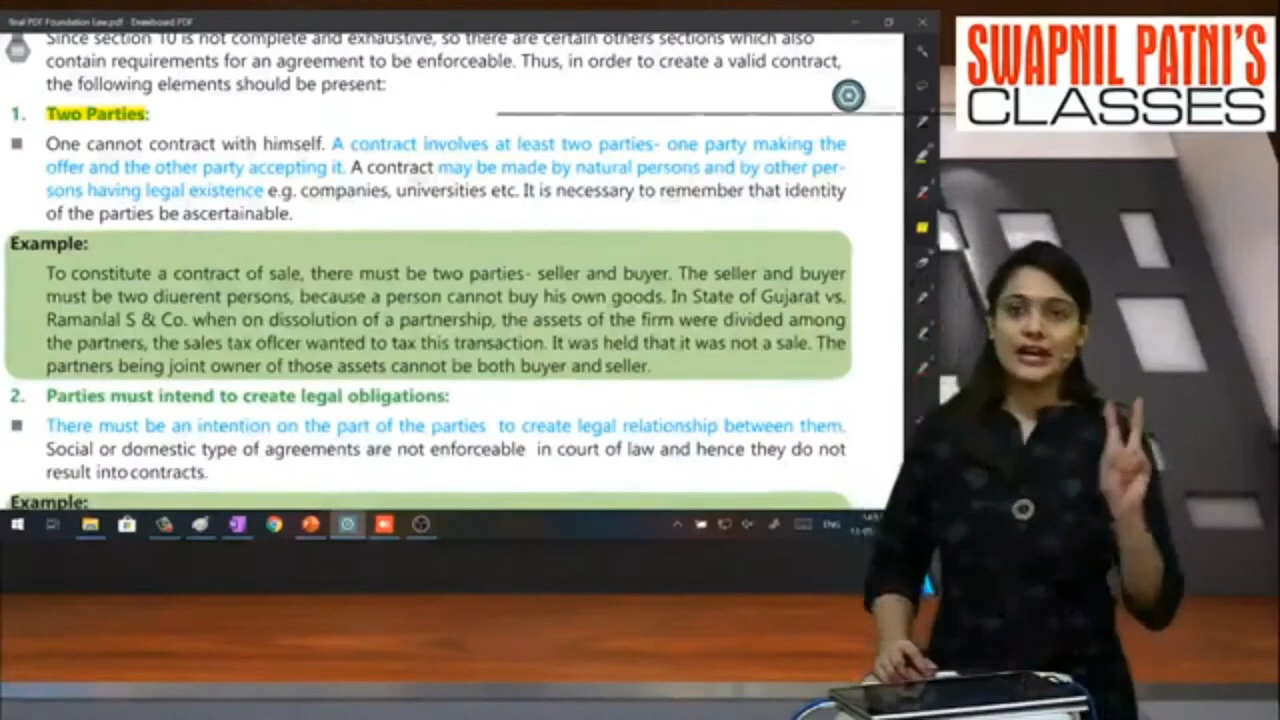 final PDF Foundation Law.pdf - Drawboard PDF
Since section 10 is not complete and exhaustive, so there are certain others sections which also
contain requirements for an agreement to be enforceable. Thus, in order to create a valid contract,
the following elements should be present:
1. Two Parties:
■ One cannot contract with himself. A contract involves at least two parties- one party making the
offer and the other party accepting it. A contract may be made by natural persons and by other per-
sons having legal existence e.g. companies, universities etc. It is necessary to remember that identity
of the parties be ascertainable.
Example:
To constitute a contract of sale, there must be two parties- seller and buyer. The seller and buyer
must be two diuerent persons, because a person cannot buy his own goods. In State of Gujarat vs.
Ramanlal S & Co. when on dissolution of a partnership, the assets of the firm were divided among
the partners, the sales tax oflcer wanted to tax this transaction. It was held that it was not a sale. The
partners being joint owner of those assets cannot be both buyer and seller.
2. Parties must intend to create legal obligations:
■ There must be an intention on the part of the parties to create legal relationship between them.
Social or domestic type of agreements are not enforceable in court of law and hence they do not
result into contracts.
Example:
ENG
SWAPNIL PATNI'S
CLASSES